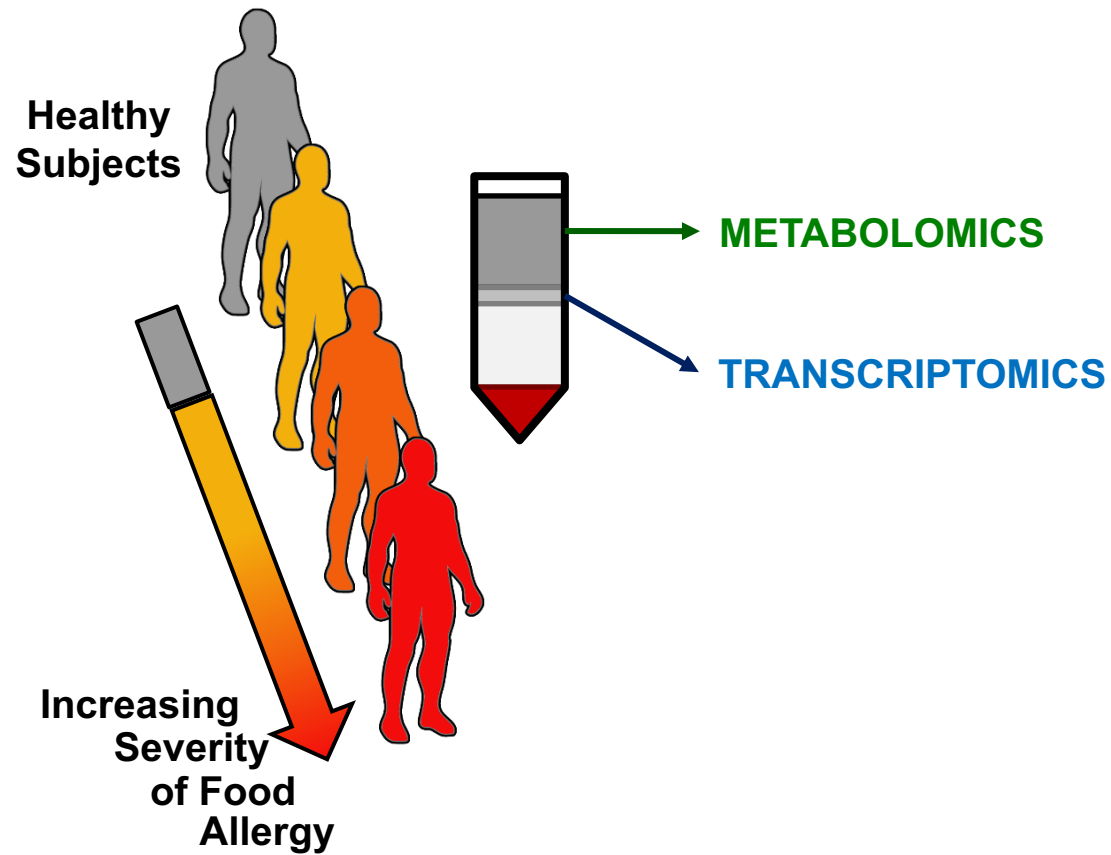 Healthy
Subjects
METABOLOMICS
TRANSCRIPTOMICS
Increasing
Severity
of Food
Allergy